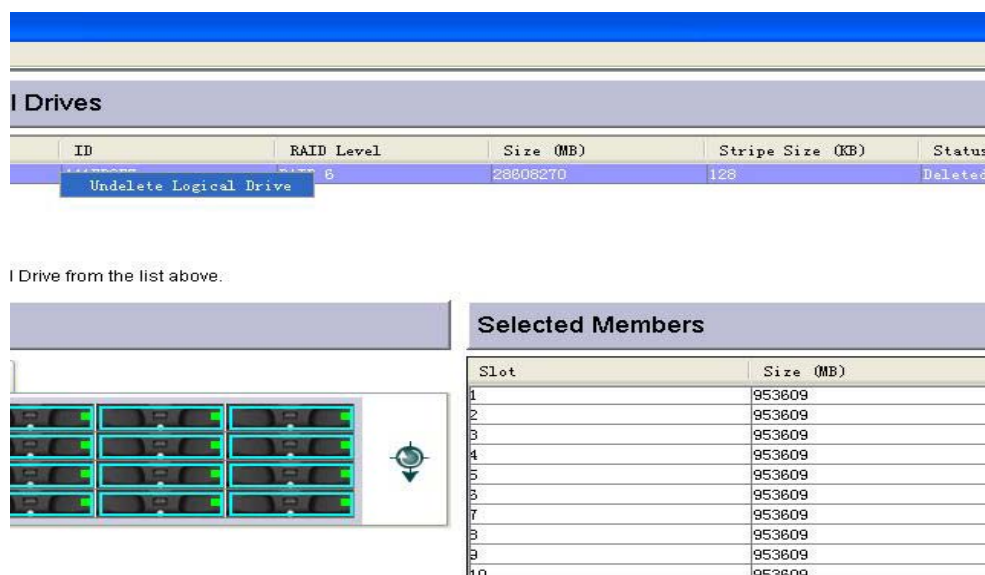 l Drives
ID RAID Level Size (MB) Stripe Size (KB) Status
6 28608270 128 Deleted
Undelete Logical Drive
l Drive from the list above.
Selected Members
Slot Size (MB)
1 953609
2 953609
3 953609
4 953609
5 953609
6 953609
7 953609
8 953609
9 953609
10 953609